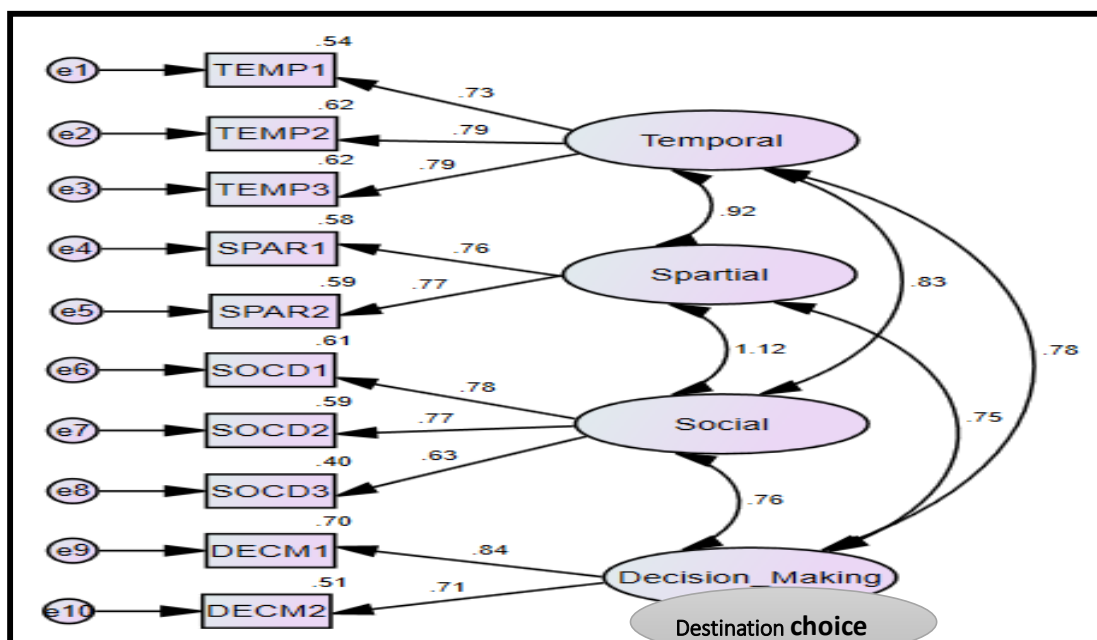 .54
e1 TEMP1
.73
.62
e2 TEMP2
.79
Temporal
.62
e3 TEMP3
.79
.92
.58
e4 SPAR1
.76
Spartial
.83
.59
e5 SPAR2
.77
.61
1.12
.78
e6 SOCD1
.78
.59
e7 SOCD2
.77
Social
.75
.40
e8 SOCD3
.63
.76
.70
e9 DECM1
.84
Decision_Making
.51
e10 DECM2
.71
Destination choice